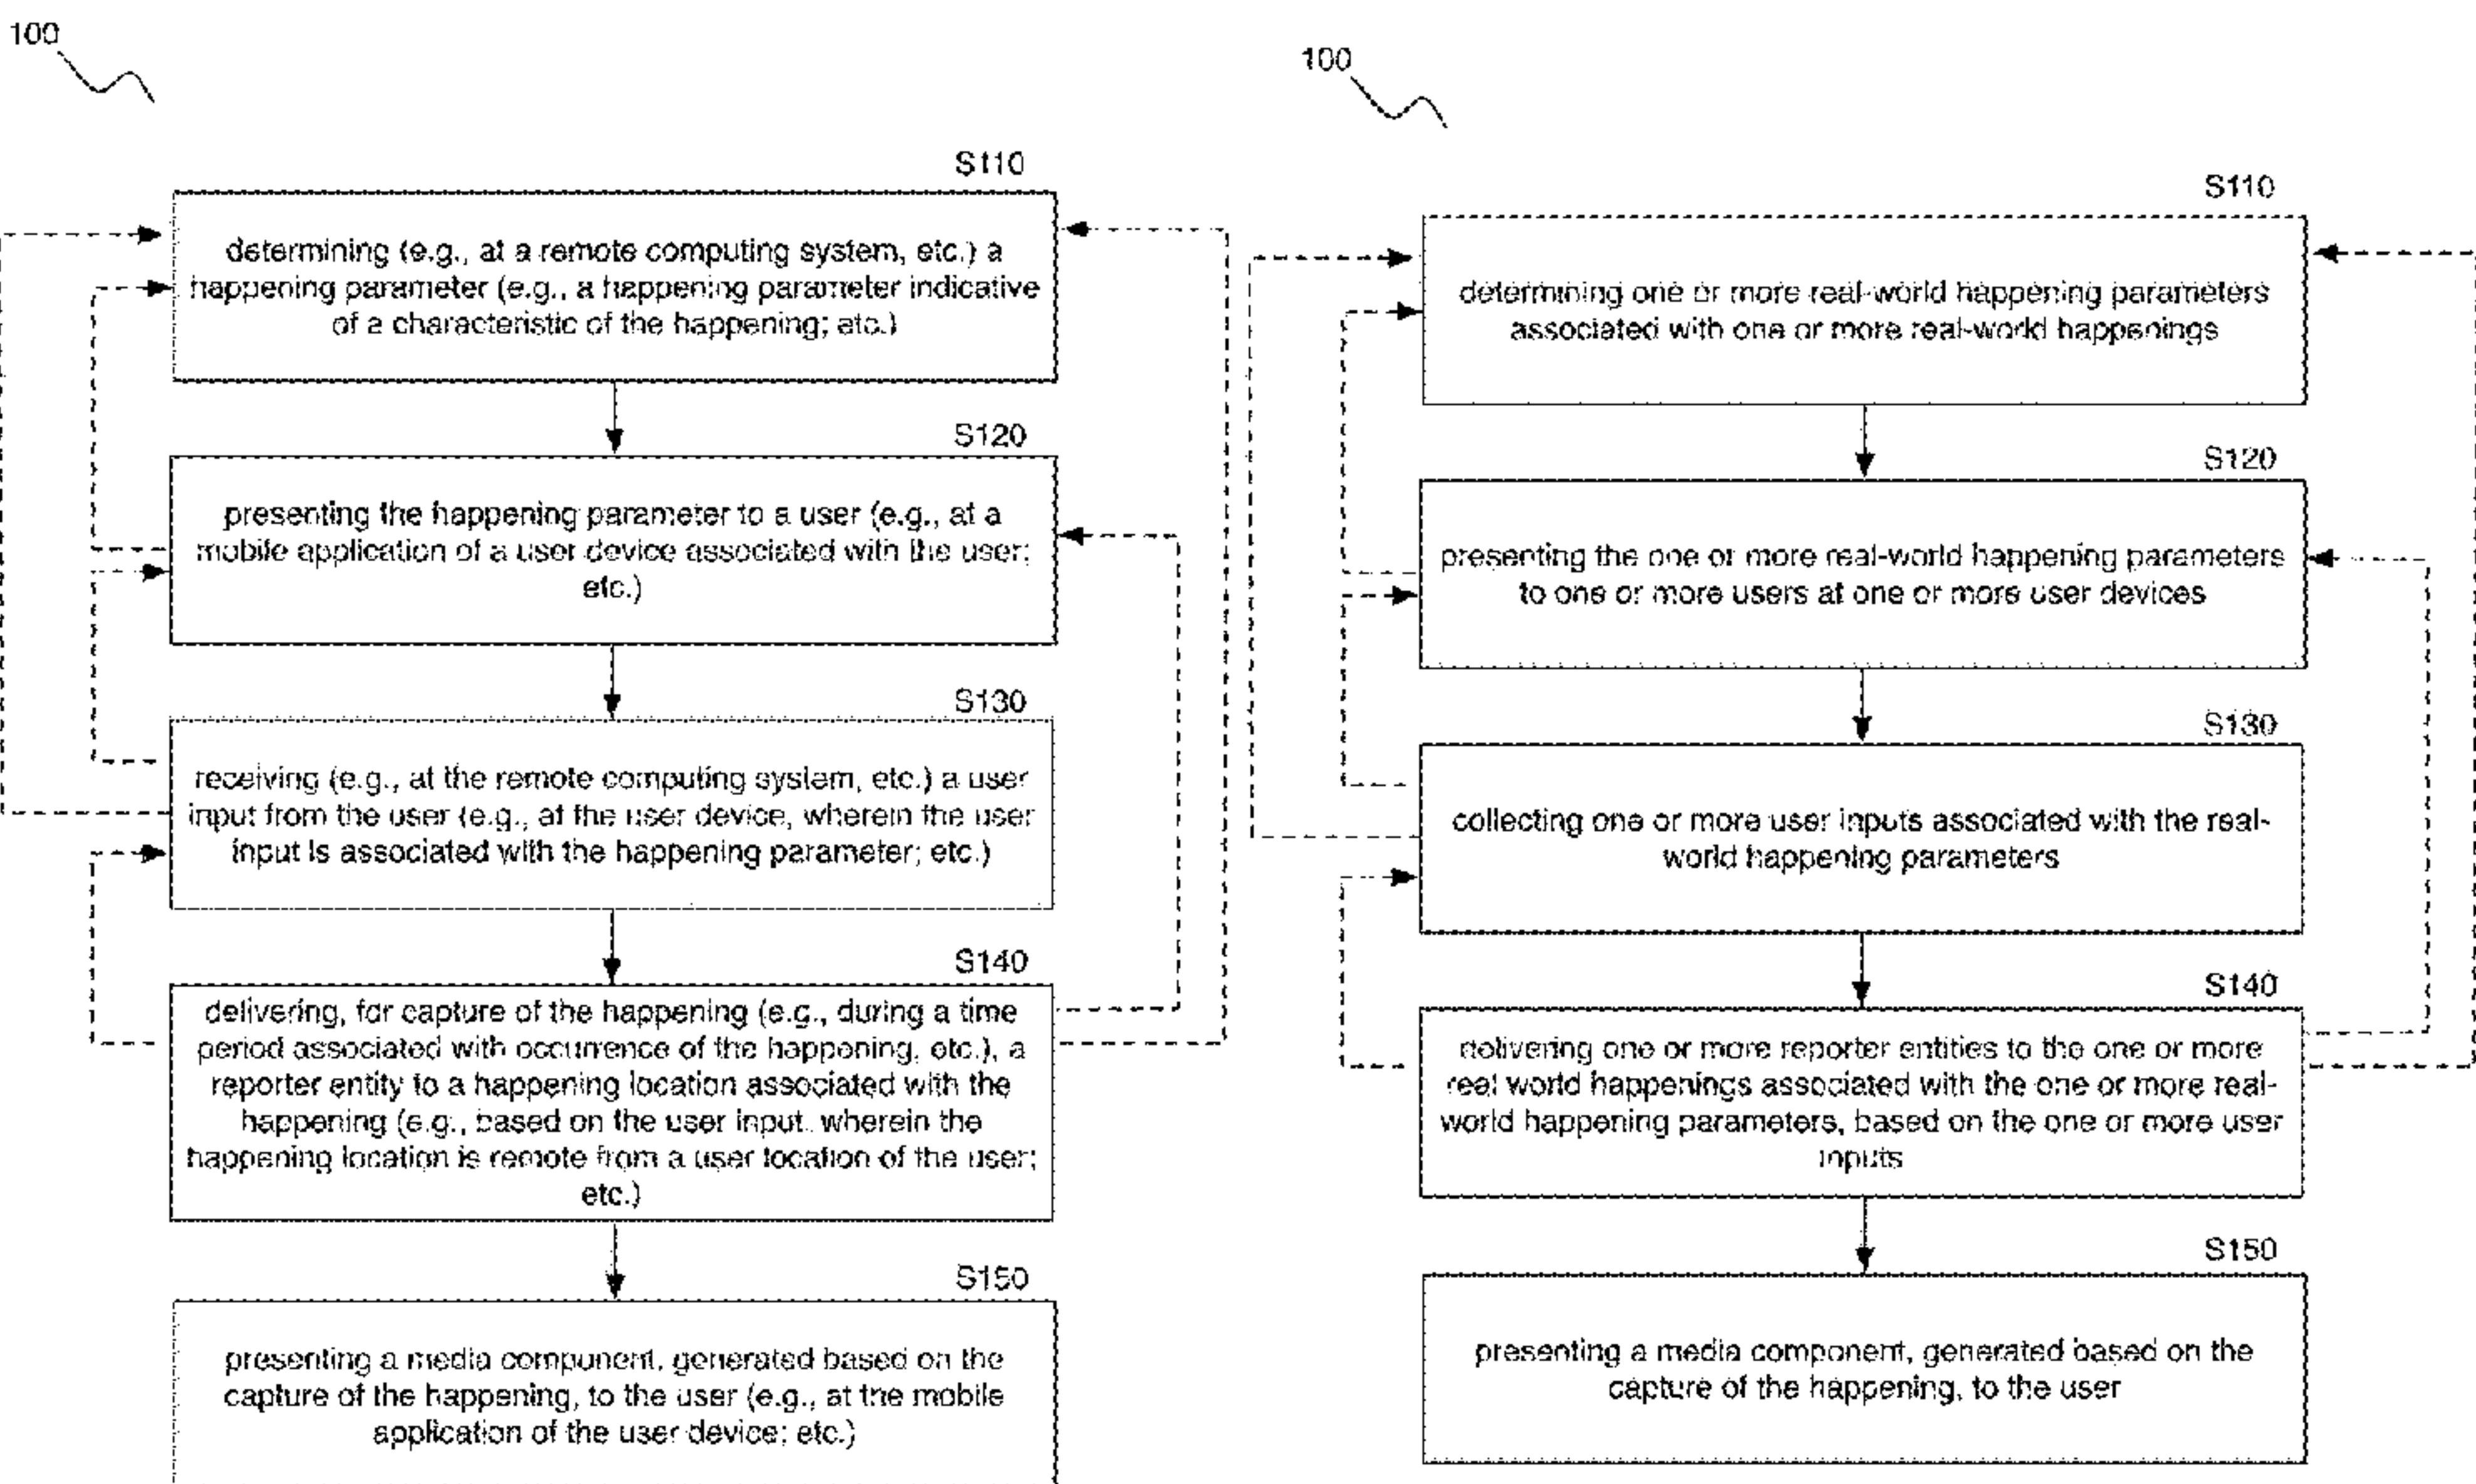 100
S110
determining (e.g., at a remote computing system, etc.) a
happening parameter (e.g., a happening parameter indicative
of a characteristic of the happening; etc.)
S120
presenting the happening parameter to a user (e.g., at a
mobile application of a user device associated with the user;
etc.)
S130
receiving (e.g., at the remote computing system, etc.) a user
input from the user (e.g., at the user device, wherein the user
input is associated with the happening parameter; etc.)
S140
delivering, for capture of the happening (e.g., during a time
period associated with occurrence of the happening, etc.), a
reporter entity to a happening location associated with the
happening (e.g., based on the user input, wherein the
happening location is remote from a user location of the user;
etc.)
S150
presenting a media component, generated based on the
capture of the happening, to the user (e.g., at the mobile
application of the user device; etc.)
100
S110
determining one or more real-world happening parameters
associated with one or more real-world happenings
S120
presenting the one or more real-world happening parameters
to one or more users at one or more user devices
S130
collecting one or more user inputs associated with the real-
world happening parameters
S140
delivering one or more reporter entities to the one or more
real world happenings associated with the one or more real-
world happening parameters, based on the one or more user
inputs
S150
presenting a media component, generated based on the
capture of the happening, to the user